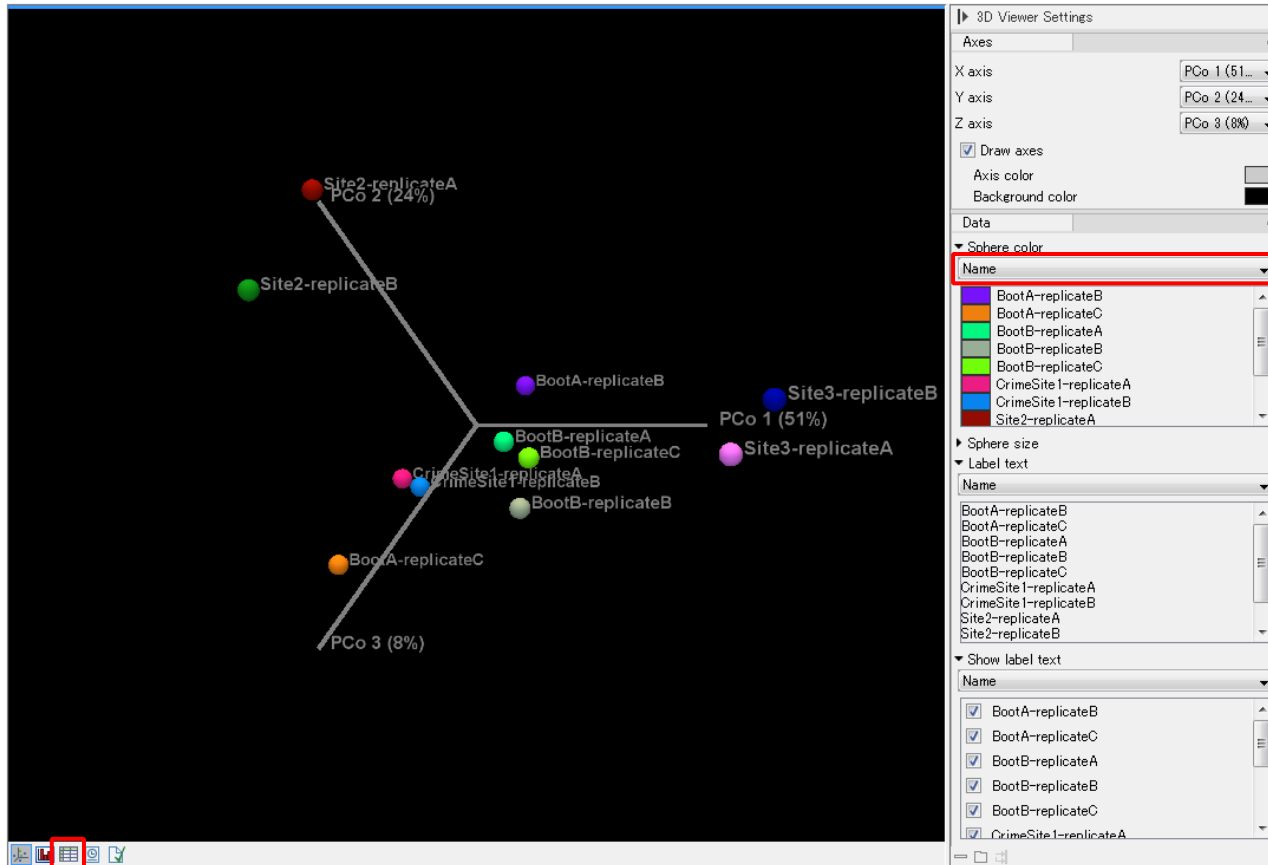 Site2-replicateA
PCo 2 (24%)
Site2-replicateB
BootA-replicateB
Site3-replicateB
PCo 1 (51%)
BootB-replicateA
Site3-replicateA
BootB-replicateC
CrimeSite1-replicateA
CrimeSite1-replicateB
BootB-replicateB
BootA-replicateC
PCo 3 (8%)
3D Viewer Settings
Axes
X axis PCo 1 (51...
Y axis PCo 2 (24...
Z axis PCo 3 (8%)
Draw axes
Axis color
Background color
Data
Sphere color
Name
BootA-replicateB
BootA-replicateC
BootB-replicateA
BootB-replicateB
BootB-replicateC
CrimeSite1-replicateA
CrimeSite1-replicateB
Site2-replicateA
Sphere size
Label text
Name
BootA-replicateB
BootA-replicateC
BootB-replicateA
BootB-replicateB
BootB-replicateC
CrimeSite1-replicateA
CrimeSite1-replicateB
Site2-replicateA
Site2-replicateB
Show label text
Name
BootA-replicateB
BootA-replicateC
BootB-replicateA
BootB-replicateB
BootB-replicateC
CrimeSite1-replicateA